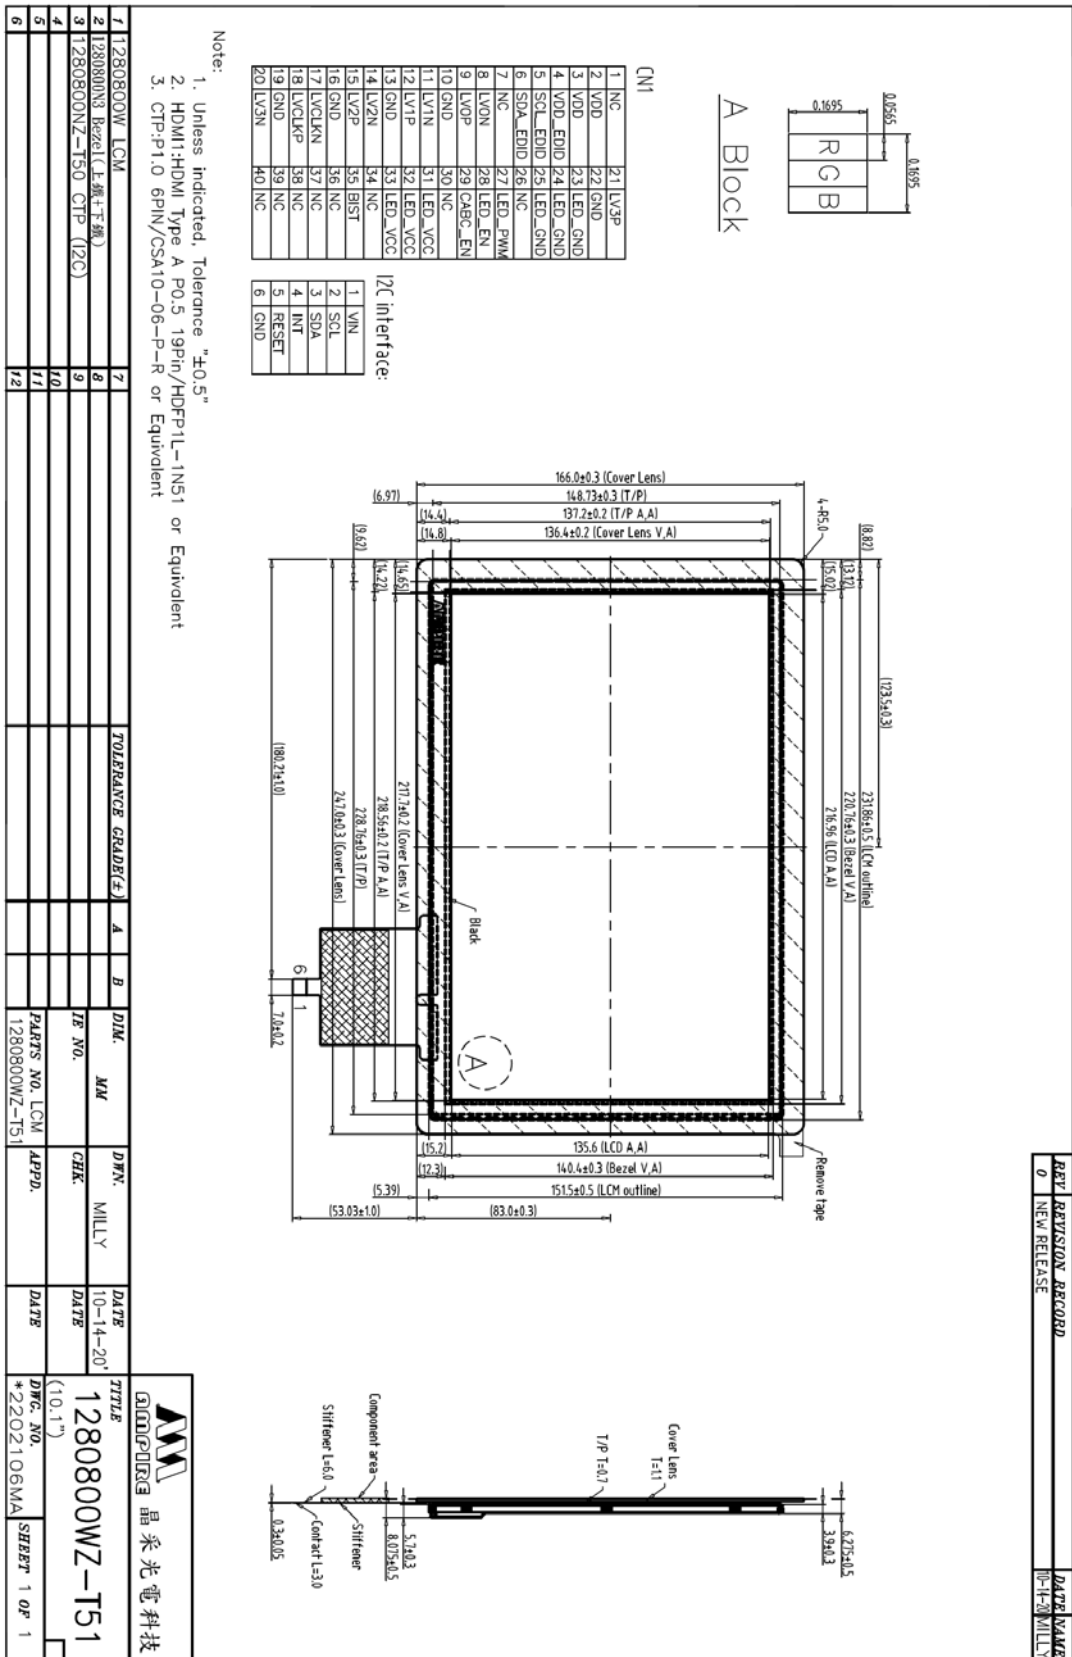 REV REVISION RECORD DATE NAME
0 NEW RELEASE 10-14-20 MILLY
0.1695
0.0565
0.1695
R G B
A Block
CN1
1 NC 21 LV3P
2 VDD 22 GND
3 VDD 23 LED_GND
4 VDD_EDID 24 LED_GND
5 SCL_EDID 25 LED_GND
6 SDA_EDID 26 NC
7 NC 27 LED_PWM
8 LV0N 28 LED_EN
9 LV0P 29 CABC_EN
10 GND 30 NC
11 LV1N 31 LED_VCC
12 LV1P 32 LED_VCC
13 GND 33 LED_VCC
14 LV2N 34 NC
15 LV2P 35 BIST
16 GND 36 NC
17 LVCLKN 37 NC
18 LVCLKP 38 NC
19 GND 39 NC
20 LV3N 40 NC
I2C interface:
1 VIN
2 SCL
3 SDA
4 INT
5 RESET
6 GND
Note:
1. Unless indicated, Tolerance "±0.5"
2. HDMI1:HDMI Type A P0.5 19Pin/HDFP1L-1N51 or Equivalent
3. CTP:P1.0 6PIN/CSA10-06-P-R or Equivalent
(8.82)
231.86±0.5 (LCM outline)
(13.12)
220.76±0.3 (Bezel V,A)
(15.02)
216.96 (LCD A,A)
(123.5±0.3)
4-R5.0
166.0±0.3 (Cover Lens)
148.73±0.3 (T/P)
(6.97)
137.2±0.2 (T/P A,A)
(14.4)
136.4±0.2 (Cover Lens V,A)
(14.8)
135.6 (LCD A,A)
(15.2)
140.4±0.3 (Bezel V,A)
(12.3)
151.5±0.5 (LCM outline)
(5.39)
(83.0±0.3)
(53.03±1.0)
Remove tape
A
Black
(14.65)
217.7±0.2 (Cover Lens V,A)
(14.22)
218.56±0.2 (T/P A,A)
(9.62)
228.76±0.3 (T/P)
247.0±0.3 (Cover Lens)
(180.21±1.0)
7.0±0.2
6 1
6.275±0.5
3.9±0.3
Cover Lens
T=1.1
T/P T=0.7
Component area
Stiffener L=6.0
5.7±0.3
8.075±0.5
Stiffener
Contact L=3.0
0.3±0.05
1 1280800W LCM 7
2 1280800N3 Bezel(上鐵+下鐵) 8
3 1280800NZ-T50 CTP (I2C) 9
4 10
5 11
6 12
TOLERANCE GRADE(±) A B
DIM. MM
IE NO.
PARTS NO. LCM
1280800WZ-T51
DWN. MILLY
CHK.
APPD.
DATE 10-14-20'
DATE
DATE
AMPIRE 晶采光電科技
TITLE
1280800WZ-T51
(10.1")
DWG. NO. *2202106MA
SHEET 1 OF 1